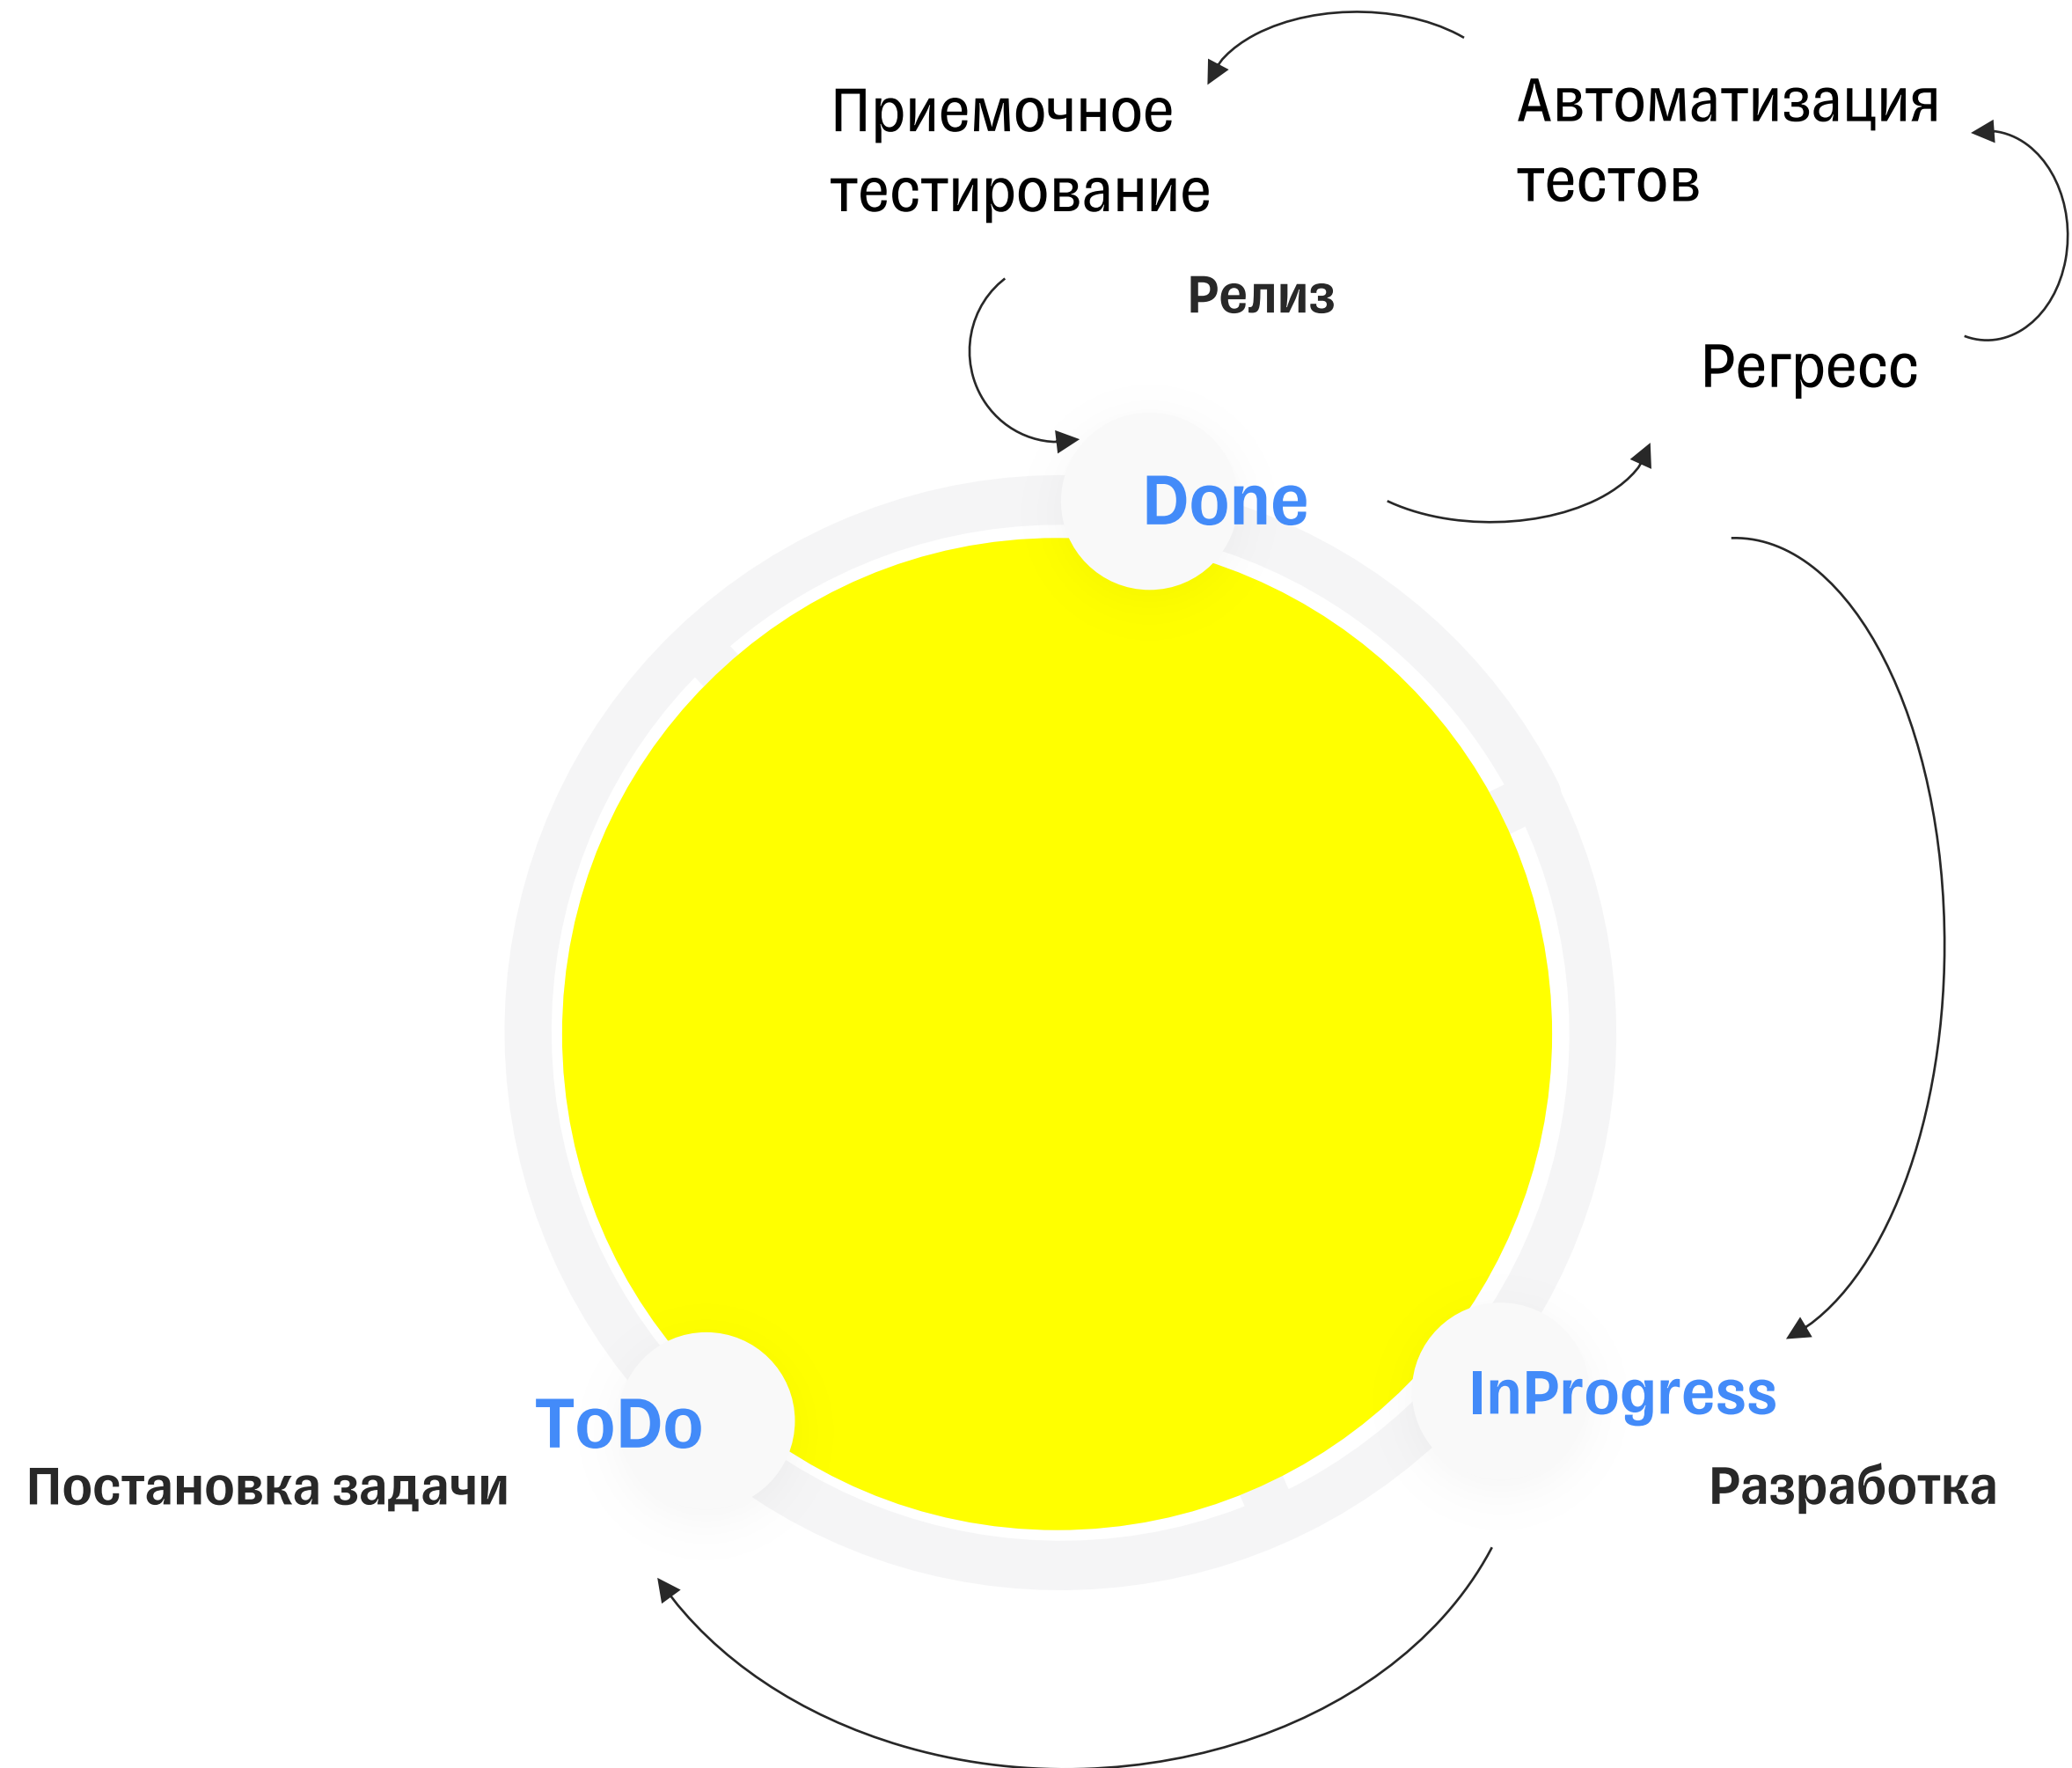 Приемочное
тестирование
Автоматизация
тестов
Релиз
Регресс
Done
ToDo
Постановка задачи
InProgress
Разработка